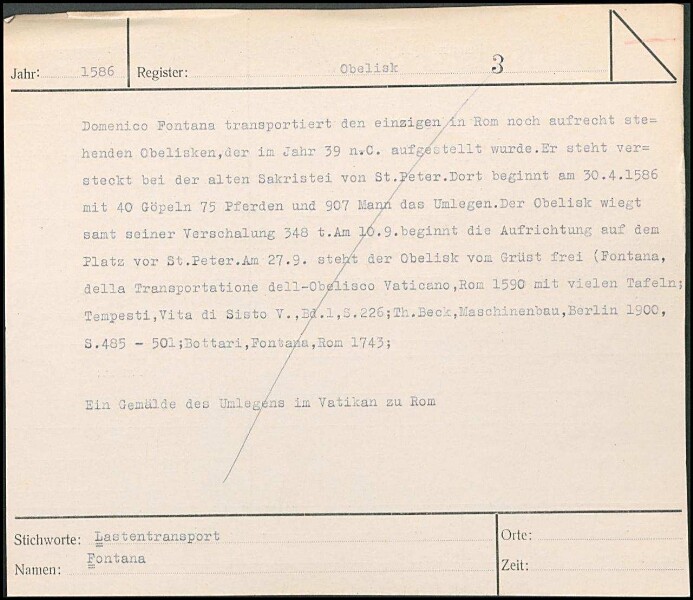 Jahr: 1586 Register: Obelisk 3
Domenico Fontana transportiert den einzigen in Rom noch aufrecht ste=
henden Obelisken,der im Jahr 39 n.C. aufgestellt wurde.Er steht ver=
steckt bei der alten Sakristei von St.Peter.Dort beginnt am 30.4.1586
mit 40 Göpeln 75 Pferden und 907 Mann das Umlegen.Der Obelisk wiegt
samt seiner Verschalung 348 t.Am 10.9.beginnt die Aufrichtung auf dem
Platz vor St.Peter.Am 27.9. steht der Obelisk vom Grüst frei (Fontana,
della Transportatione dell-Obelisco Vaticano,Rom 1590 mit vielen Tafeln;
Tempesti,Vita di Sisto V.,Bd.1,S.226;Th.Beck,Maschinenbau,Berlin 1900,
S.485 - 501;Bottari,Fontana,Rom 1743;
Ein Gemälde des Umlegens im Vatikan zu Rom
Stichworte: Lastentransport
Namen: Fontana
Orte:
Zeit: